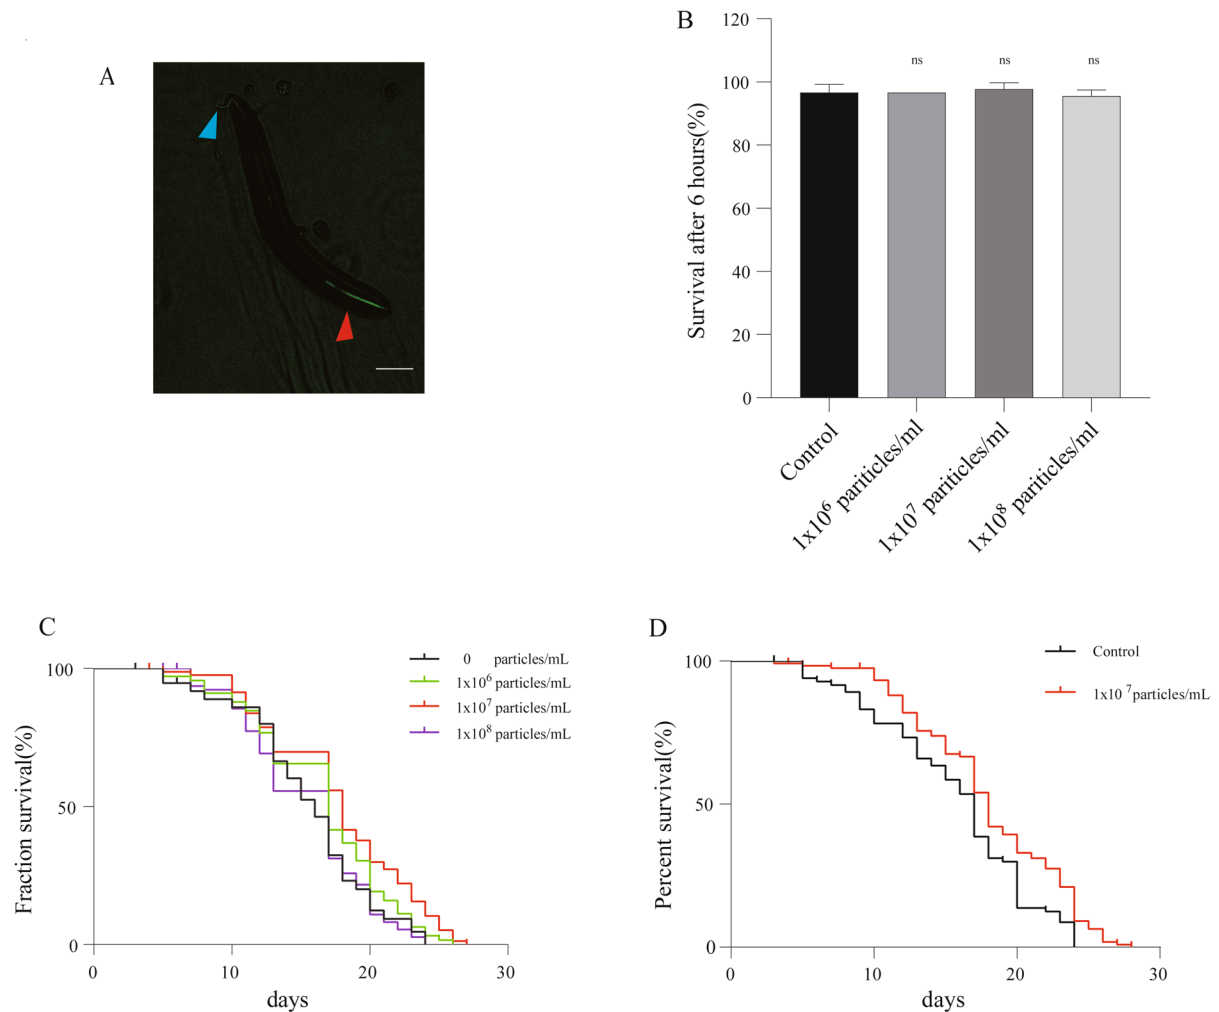 A
B
120
100
80
60
40
20
0
Survival after 6 hours(%)
ns
ns
ns
Control
1x10⁶ pariticles/ml
1x10⁷ pariticles/ml
1x10⁸ pariticles/ml
C
0 particles/mL
1x10⁶ particles/mL
1x10⁷ particles/mL
1x10⁸ particles/mL
100
50
0
Fraction survival(%)
0
10
20
30
days
D
Control
1x10 ⁷particles/mL
100
50
0
Percent survival(%)
0
10
20
30
days